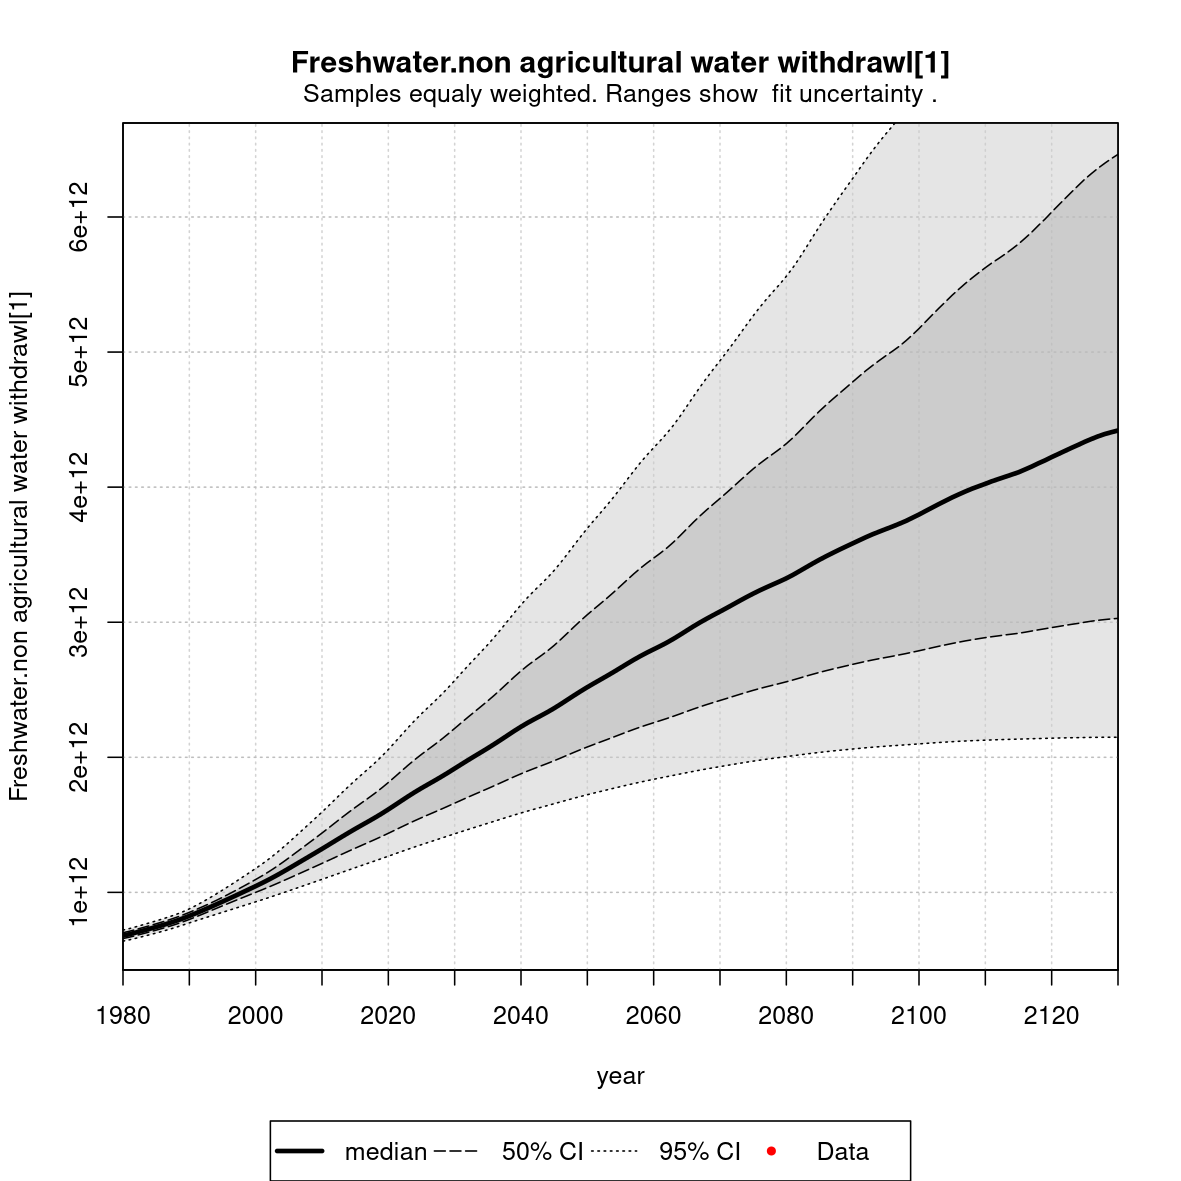 Freshwater.non agricultural water withdrawl[1]
Samples equaly weighted. Ranges show  fit uncertainty .
Freshwater.non agricultural water withdrawl[1]
6e+12
5e+12
4e+12
3e+12
2e+12
1e+12
1980 2000 2020 2040 2060 2080 2100 2120
year
median 50% CI 95% CI Data